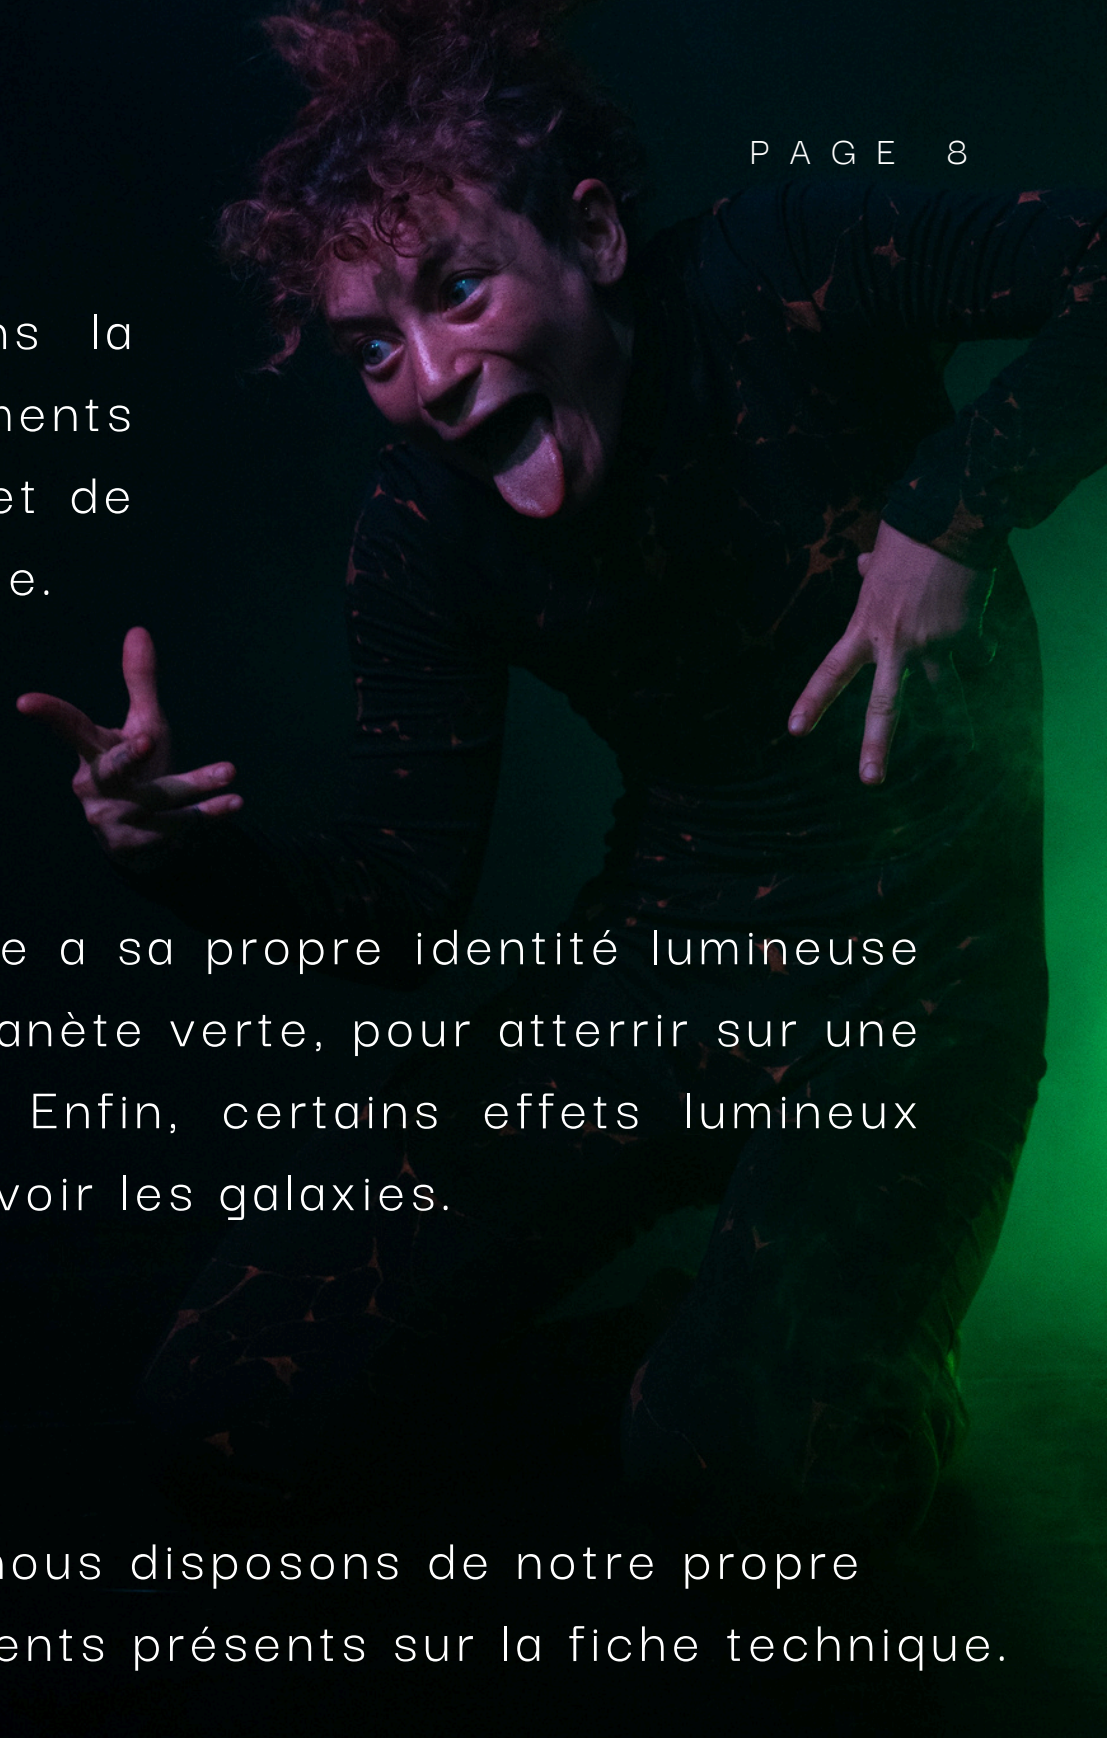 PAGE 8
ns la
ments
et de
e.
e a sa propre identité lumineuse
anète verte, pour atterrir sur une
Enfin, certains effets lumineux
voir les galaxies.
nous disposons de notre propre
ents présents sur la fiche technique.